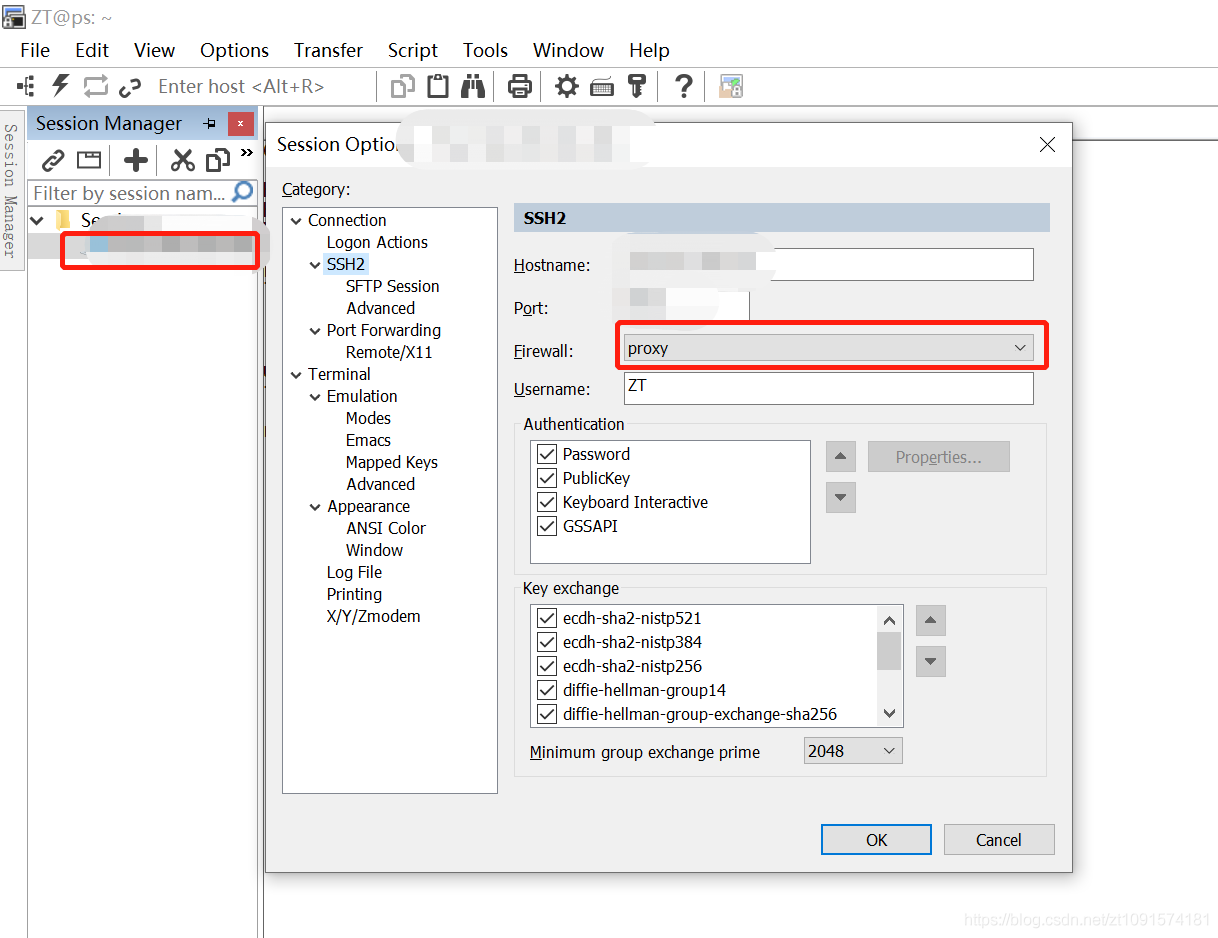 ZT@ps: ~
File Edit View Options Transfer Script Tools Window Help
Enter host <Alt+R>
Session Manager
Session Manager
Filter by session nam...
Session Optio
Category:
Connection
Logon Actions
SSH2
SFTP Session
Advanced
Port Forwarding
Remote/X11
Terminal
Emulation
Modes
Emacs
Mapped Keys
Advanced
Appearance
ANSI Color
Window
Log File
Printing
X/Y/Zmodem
SSH2
Hostname:
Port:
Firewall: proxy
Username: ZT
Authentication
Password
PublicKey
Keyboard Interactive
GSSAPI
Properties...
Key exchange
ecdh-sha2-nistp521
ecdh-sha2-nistp384
ecdh-sha2-nistp256
diffie-hellman-group14
diffie-hellman-group-exchange-sha256
Minimum group exchange prime 2048
OK Cancel
https://blog.csdn.net/zt1091574181